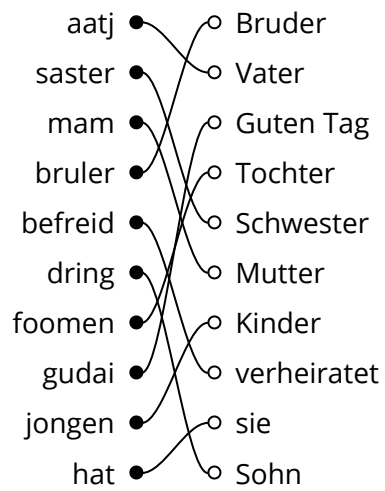 aatj Bruder
saster Vater
mam Guten Tag
bruler Tochter
befreid Schwester
dring Mutter
foomen Kinder
gudai verheiratet
jongen sie
hat Sohn